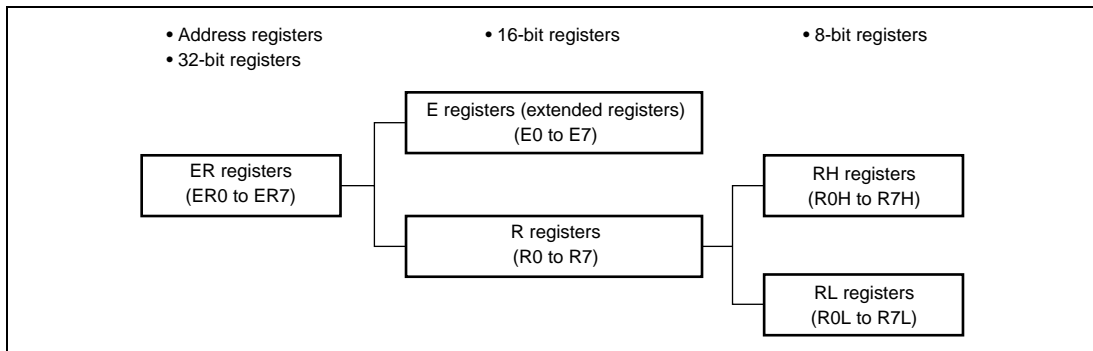 • Address registers
• 32-bit registers
• 16-bit registers
• 8-bit registers
E registers (extended registers)
(E0 to E7)
ER registers
(ER0 to ER7)
RH registers
(R0H to R7H)
R registers
(R0 to R7)
RL registers
(R0L to R7L)